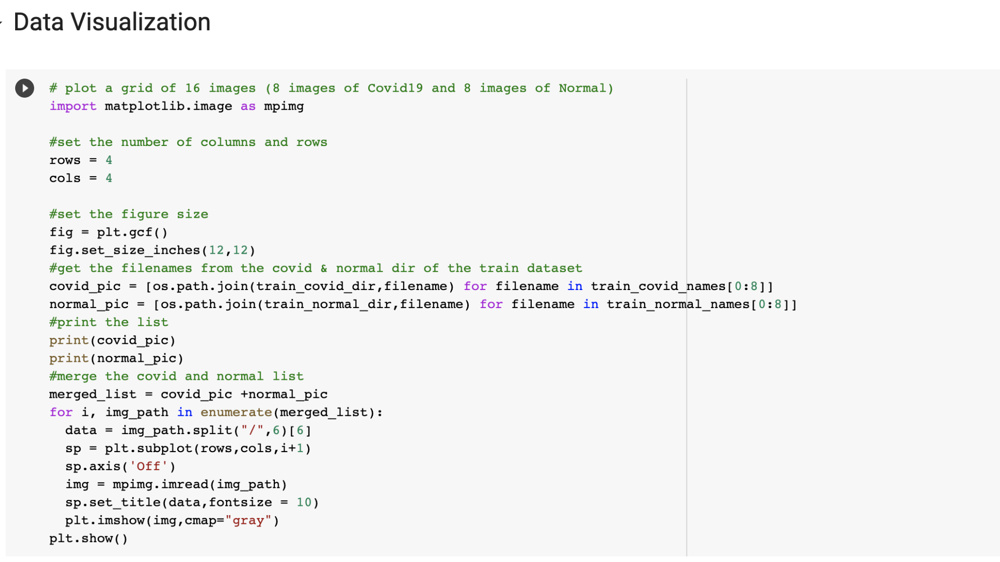 Data Visualization
# plot a grid of 16 images (8 images of Covid19 and 8 images of Normal)
import matplotlib.image as mpimg
#set the number of columns and rows
rows = 4
cols = 4
#set the figure size
fig = plt.gcf()
fig.set_size_inches(12,12)
#get the filenames from the covid & normal dir of the train dataset
covid_pic = [os.path.join(train_covid_dir,filename) for filename in train_covid_names[0:8]]
normal_pic = [os.path.join(train_normal_dir,filename) for filename in train_normal_names[0:8]]
#print the list
print(covid_pic)
print(normal_pic)
#merge the covid and normal list
merged_list = covid_pic +normal_pic
for i, img_path in enumerate(merged_list):
  data = img_path.split("/",6)[6]
  sp = plt.subplot(rows,cols,i+1)
  sp.axis('Off')
  img = mpimg.imread(img_path)
  sp.set_title(data,fontsize = 10)
  plt.imshow(img,cmap="gray")
plt.show()